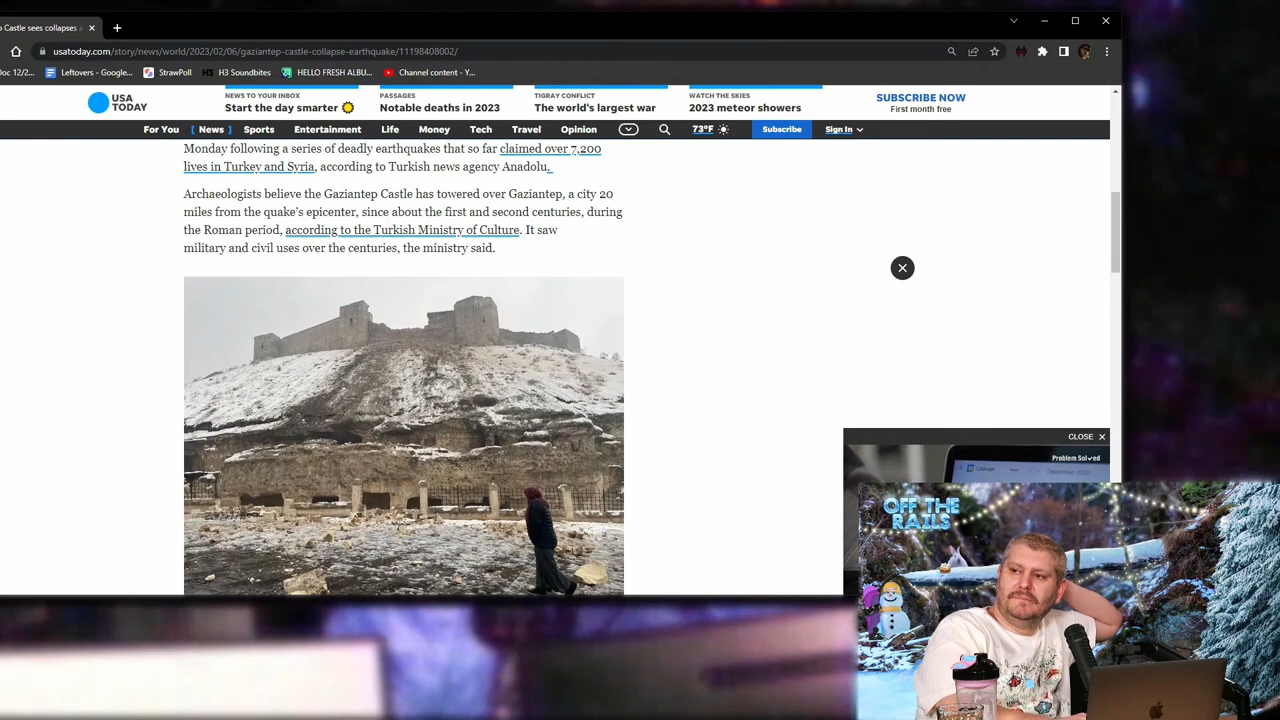 Castle sees collapses
usatoday.com/story/news/world/2023/02/06/gaziantep-castle-collapse-earthquake/11198408002/
Doc 12/2...
Leftovers - Google...
StrawPoll
H3 Soundbites
HELLO FRESH ALBU...
Channel content - Y...
USA
TODAY
NEWS TO YOUR INBOX
Start the day smarter
PASSAGES
Notable deaths in 2023
TIGRAY CONFLICT
The world's largest war
WATCH THE SKIES
2023 meteor showers
SUBSCRIBE NOW
First month free
For You [ News ] Sports Entertainment Life Money Tech Travel Opinion 73°F Subscribe Sign In
Monday following a series of deadly earthquakes that so far claimed over 7,200
lives in Turkey and Syria, according to Turkish news agency Anadolu.
Archaeologists believe the Gaziantep Castle has towered over Gaziantep, a city 20
miles from the quake's epicenter, since about the first and second centuries, during
the Roman period, according to the Turkish Ministry of Culture. It saw
military and civil uses over the centuries, the ministry said.
CLOSE
Problem Solved
OFF THE
RAILS